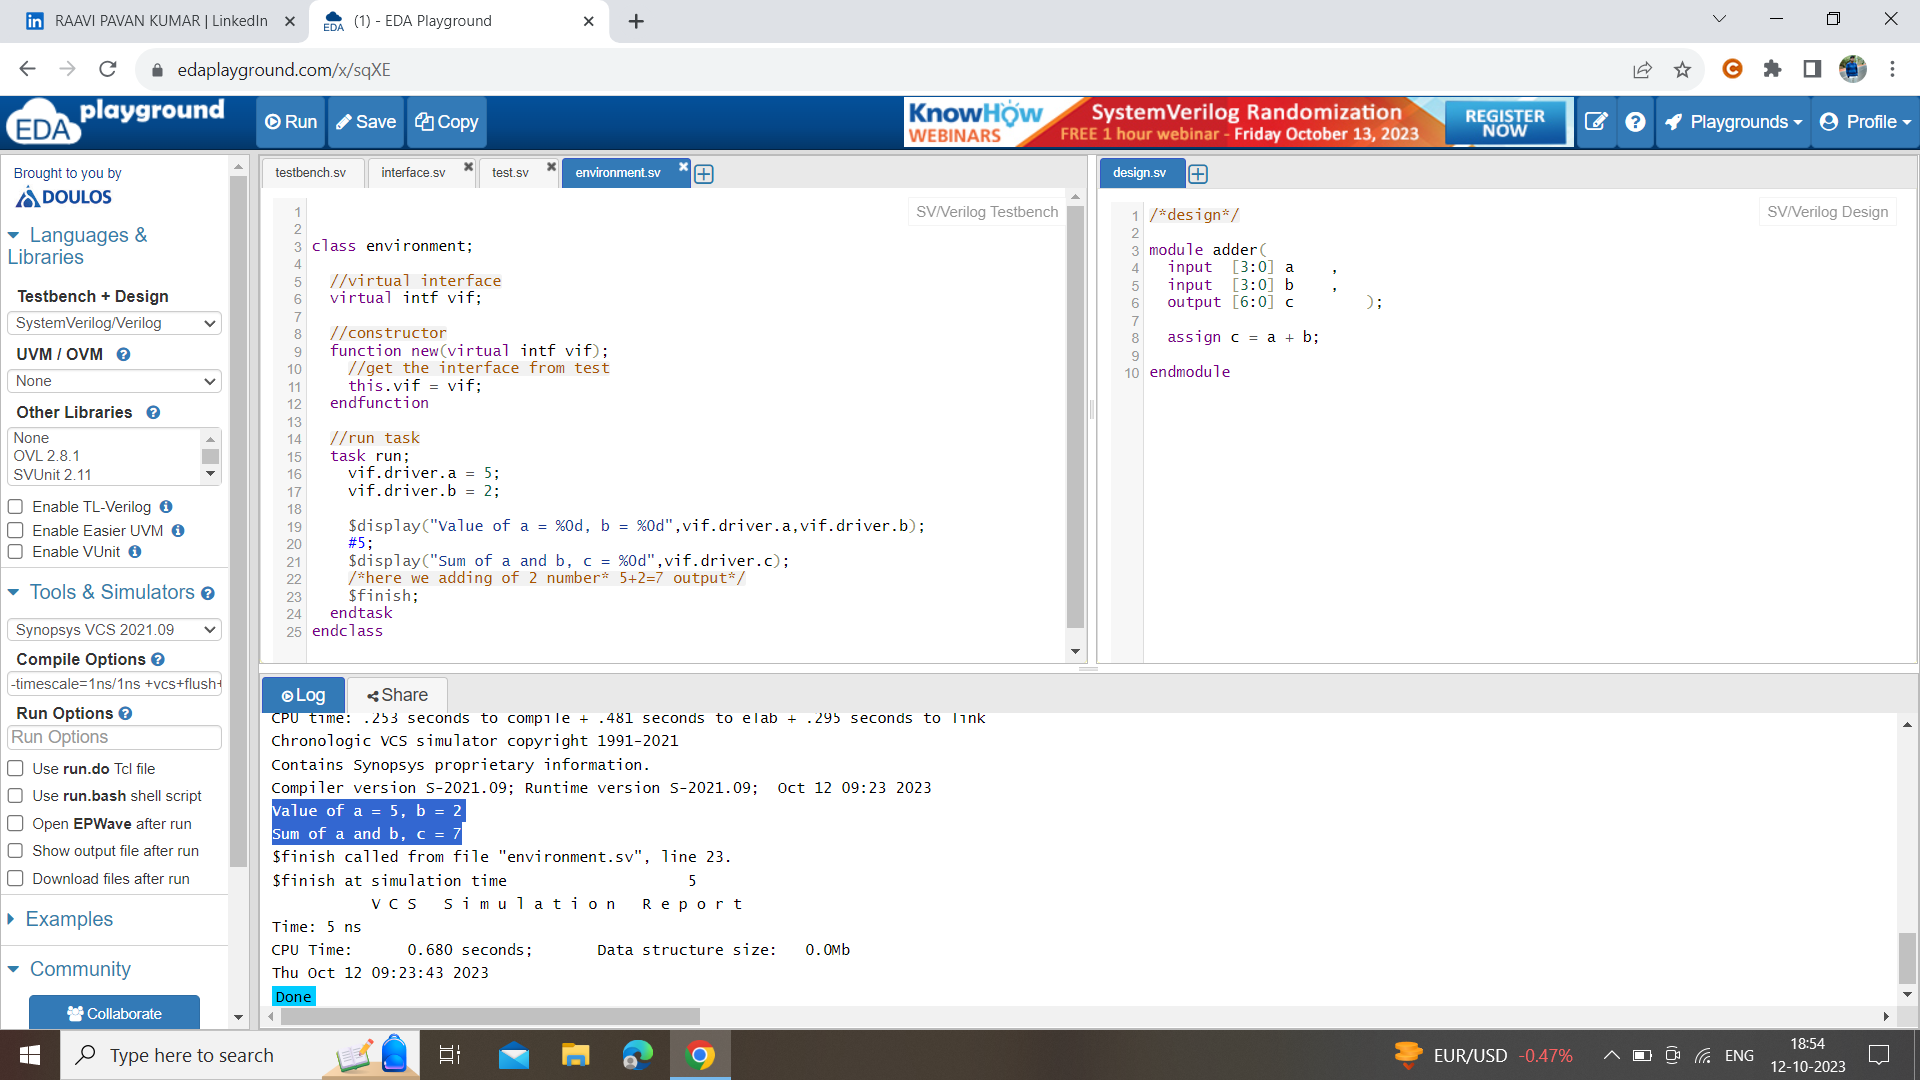 RAAVI PAVAN KUMAR | LinkedIn
(1) - EDA Playground
edaplayground.com/x/sqXE
EDA playground
Run
Save
Copy
KnowHow WEBINARS
SystemVerilog Randomization
FREE 1 hour webinar - Friday October 13, 2023
REGISTER NOW
Playgrounds
Profile
Brought to you by
DOULOS
Languages & Libraries
Testbench + Design
SystemVerilog/Verilog
UVM / OVM
None
Other Libraries
None
OVL 2.8.1
SVUnit 2.11
Enable TL-Verilog
Enable Easier UVM
Enable VUnit
Tools & Simulators
Synopsys VCS 2021.09
Compile Options
-timescale=1ns/1ns +vcs+flush+
Run Options
Run Options
Use run.do Tcl file
Use run.bash shell script
Open EPWave after run
Show output file after run
Download files after run
Examples
Community
Collaborate
testbench.sv
interface.sv
test.sv
environment.sv
SV/Verilog Testbench
1
2
3 class environment;
4
5 //virtual interface
6 virtual intf vif;
7
8 //constructor
9 function new(virtual intf vif);
10 //get the interface from test
11 this.vif = vif;
12 endfunction
13
14 //run task
15 task run;
16 vif.driver.a = 5;
17 vif.driver.b = 2;
18
19 $display("Value of a = %0d, b = %0d",vif.driver.a,vif.driver.b);
20 #5;
21 $display("Sum of a and b, c = %0d",vif.driver.c);
22 /*here we adding of 2 number* 5+2=7 output*/
23 $finish;
24 endtask
25 endclass
design.sv
SV/Verilog Design
1 /*design*/
2
3 module adder(
4 input [3:0] a ,
5 input [3:0] b ,
6 output [6:0] c );
7
8 assign c = a + b;
9
10 endmodule
Log
Share
CPU time: .253 seconds to compile + .481 seconds to elab + .295 seconds to link
Chronologic VCS simulator copyright 1991-2021
Contains Synopsys proprietary information.
Compiler version S-2021.09; Runtime version S-2021.09; Oct 12 09:23 2023
Value of a = 5, b = 2
Sum of a and b, c = 7
$finish called from file "environment.sv", line 23.
$finish at simulation time 5
V C S S i m u l a t i o n R e p o r t
Time: 5 ns
CPU Time: 0.680 seconds; Data structure size: 0.0Mb
Thu Oct 12 09:23:43 2023
Done
Type here to search
EUR/USD -0.47%
ENG
18:54
12-10-2023